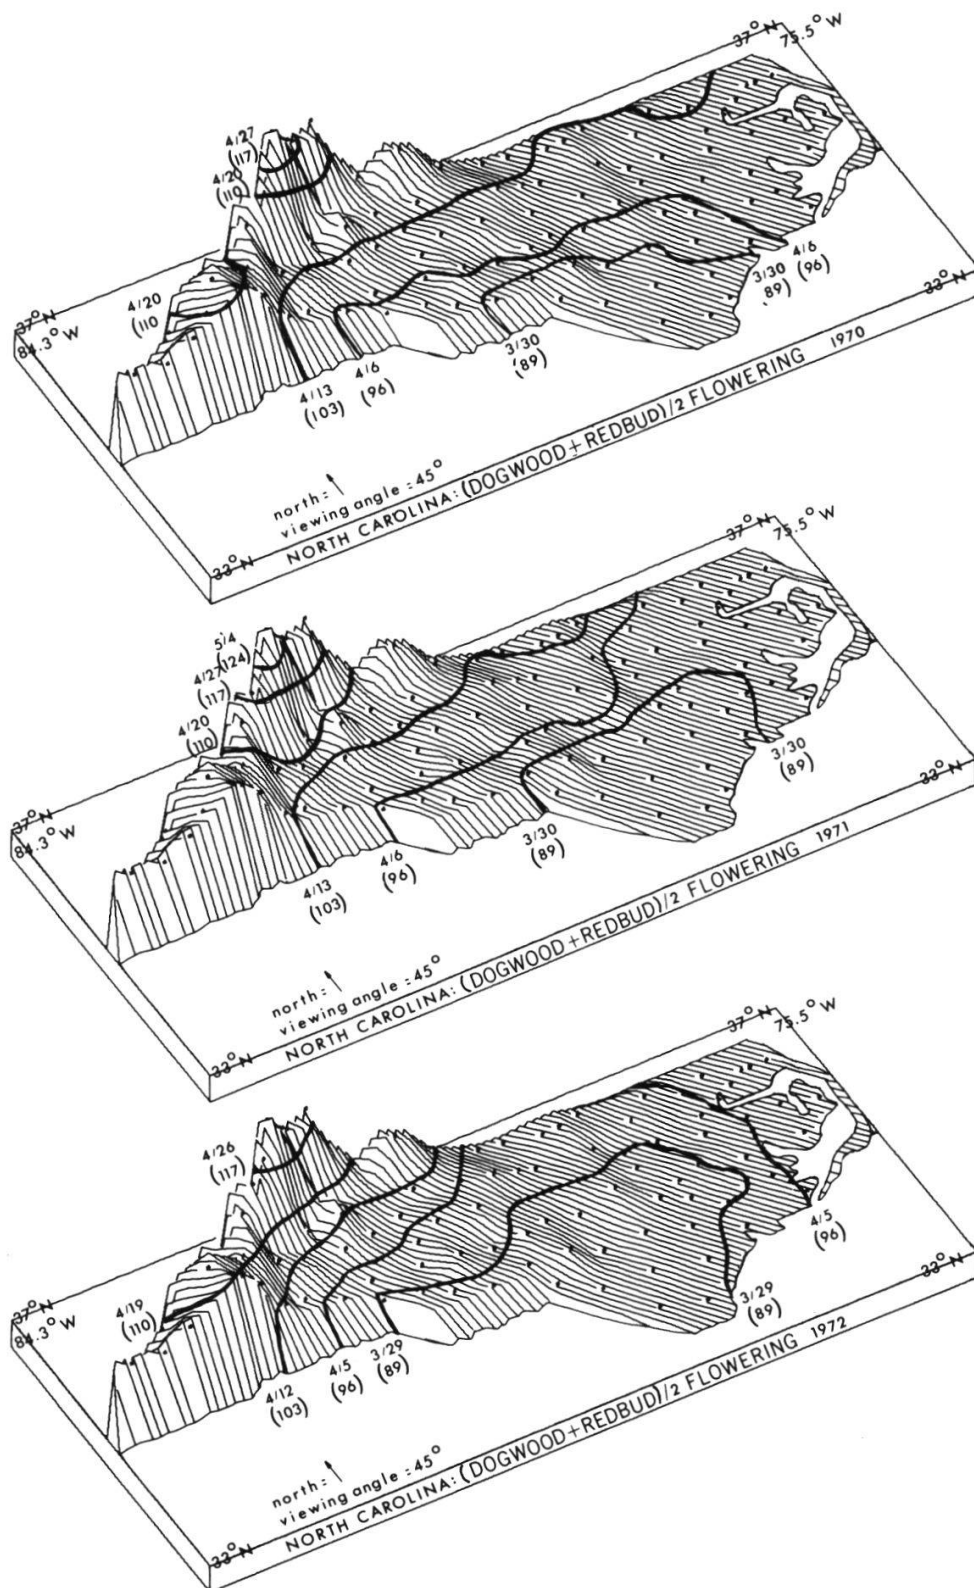 37° N 75.5° W
4/27
(117)
4/20
(110
4/20
(110
37° N
84.3° W
4/6
(96)
3/30
89)
33° N
3/30
(89)
4/6
(96)
4/13
(103)
north:
viewing angle = 45°
33° N
NORTH CAROLINA: (DOGWOOD+REDBUD)/2 FLOWERING 1970
37° N 75.5° W
5/4
(124)
4/27
(117)
4/20
(110)
37° N
84.3° W
3/30
(89)
33° N
3/30
(89)
4/6
(96)
4/13
(103)
north:
viewing angle = 45°
33° N
NORTH CAROLINA: (DOGWOOD+REDBUD)/2 FLOWERING 1971
37° N 75.5° W
4/26
(117)
4/19
(110)
37° N
84.3° W
4/5
(96)
33° N
3/29
(89)
3/29
(89)
4/5
(96)
4/12
(103)
north:
viewing angle = 45°
33° N
NORTH CAROLINA: (DOGWOOD+REDBUD)/2 FLOWERING 1972